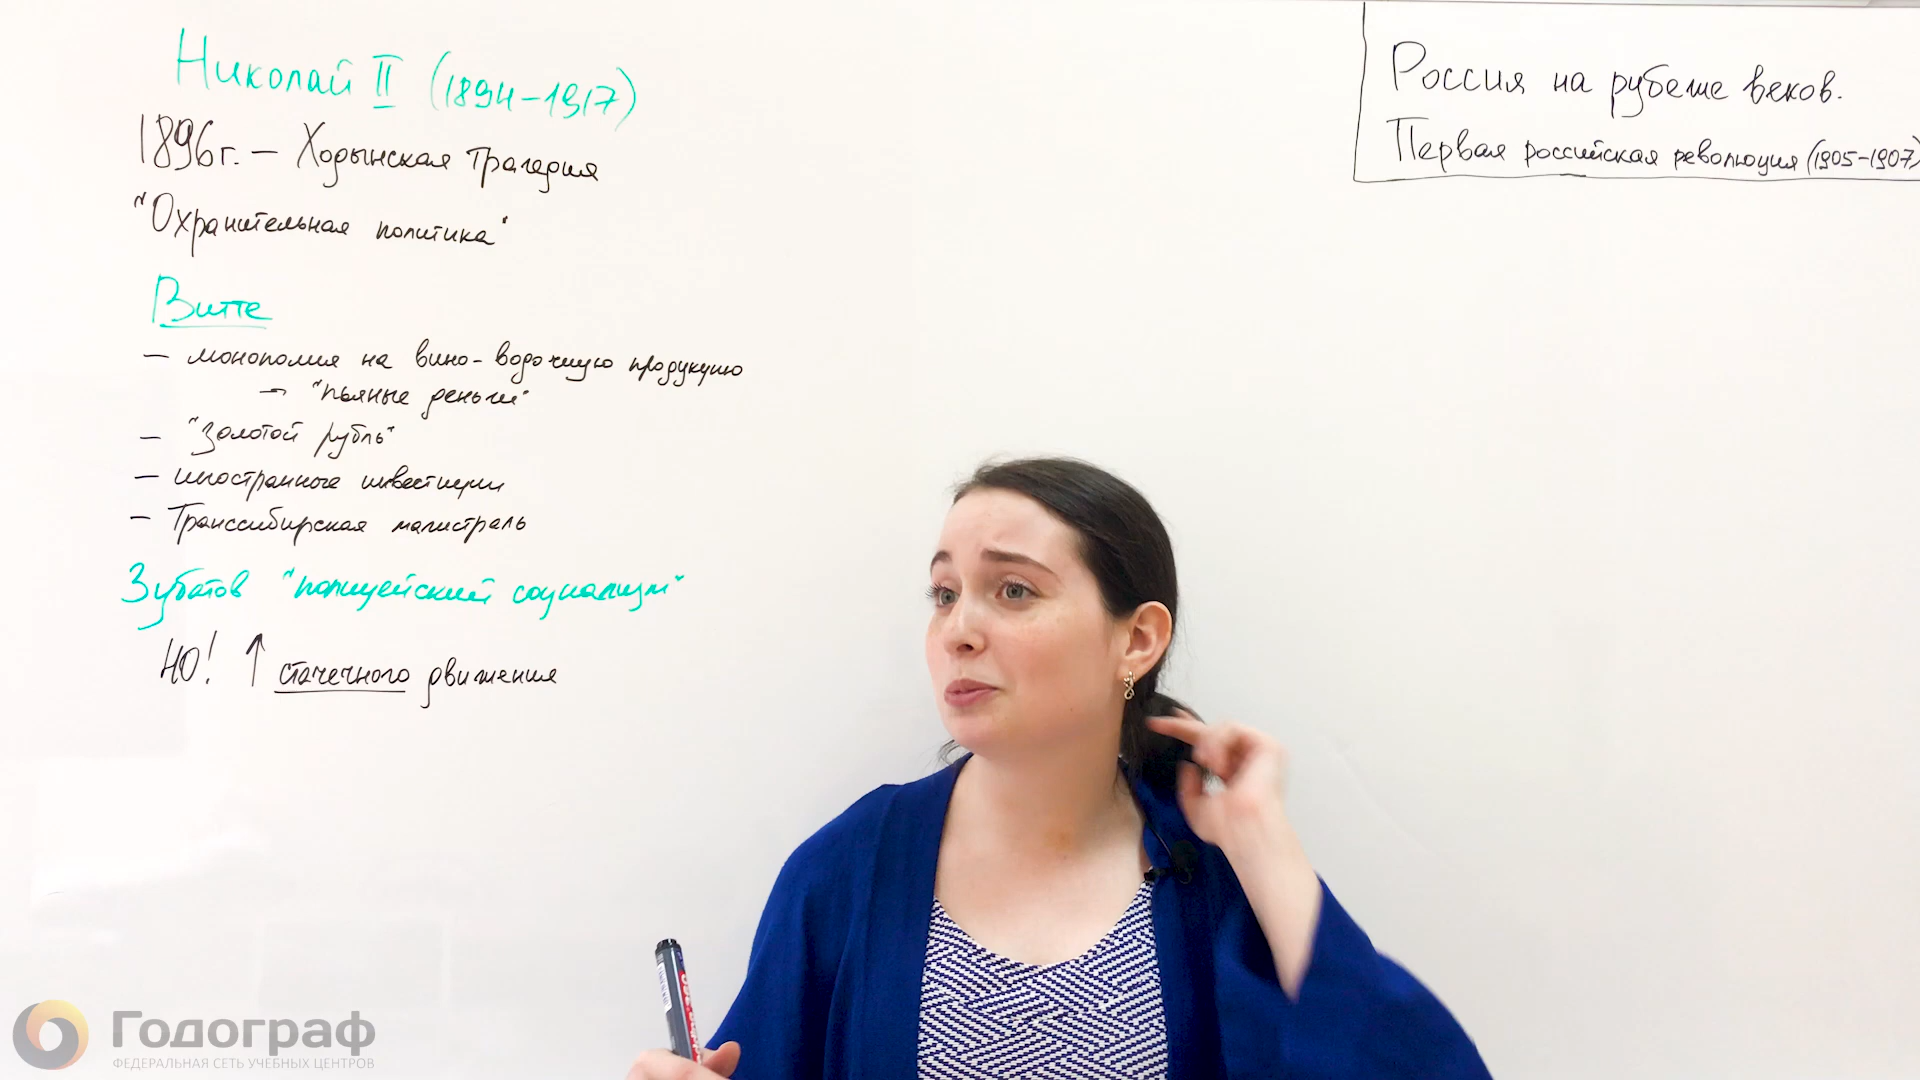 Николай II (1894-1917)
1896г. – Ходынская трагедия
"Охранительная политика"
Витте
– монополия на вино-водочную продукцию
→ "пьяные деньги"
– "Золотой рубль"
– иностранные инвестиции
– Транссибирская магистраль
Зубатов "полицейский социализм"
НО! ↑ стачечного движения
Россия на рубеже веков.
Первая российская революция (1905-1907)
Годограф
ФЕДЕРАЛЬНАЯ СЕТЬ УЧЕБНЫХ ЦЕНТРОВ